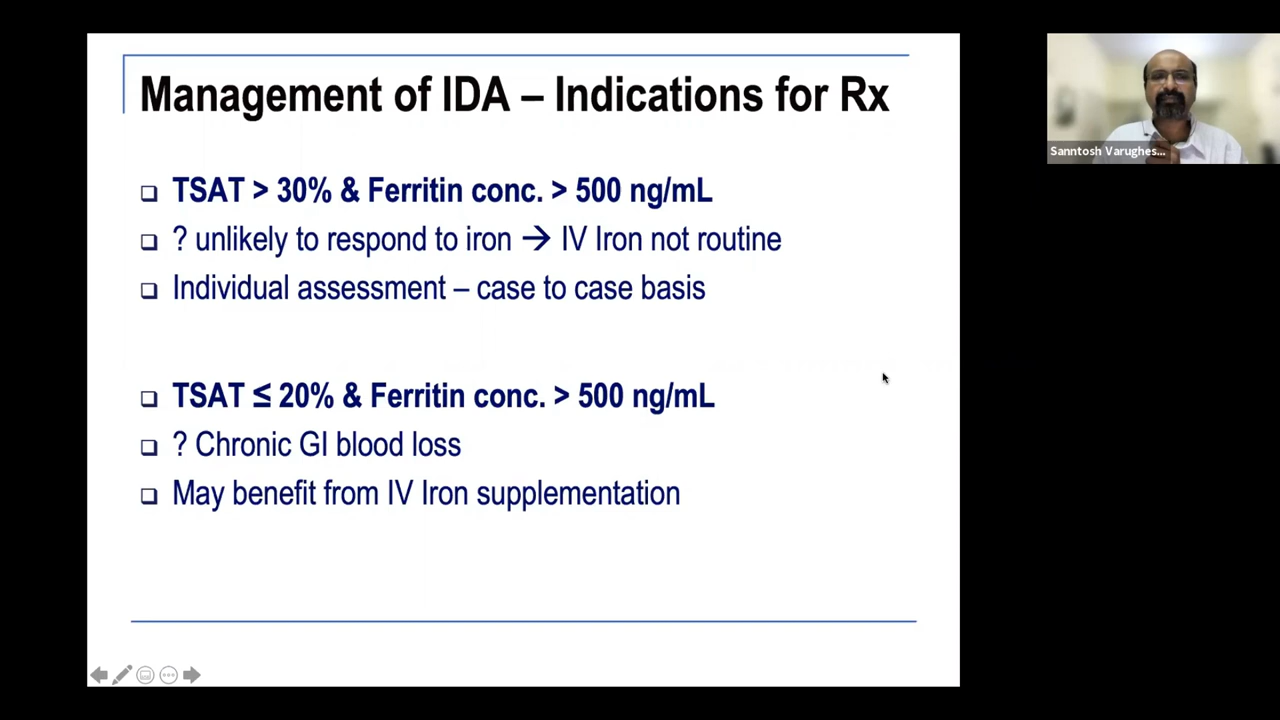 Management of IDA – Indications for Rx
TSAT > 30% & Ferritin conc. > 500 ng/mL
? unlikely to respond to iron → IV Iron not routine
Individual assessment – case to case basis
TSAT ≤ 20% & Ferritin conc. > 500 ng/mL
? Chronic GI blood loss
May benefit from IV Iron supplementation
Sanntosh Varughes...